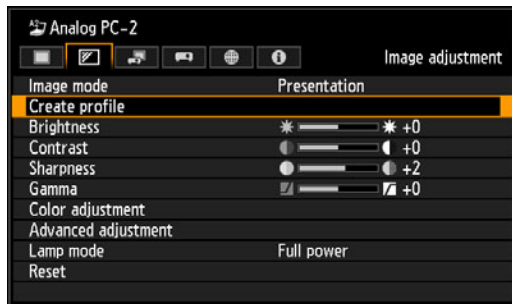 Analog PC-2
Image adjustment
Image mode Presentation
Create profile
Brightness +0
Contrast +0
Sharpness +2
Gamma +0
Color adjustment
Advanced adjustment
Lamp mode Full power
Reset